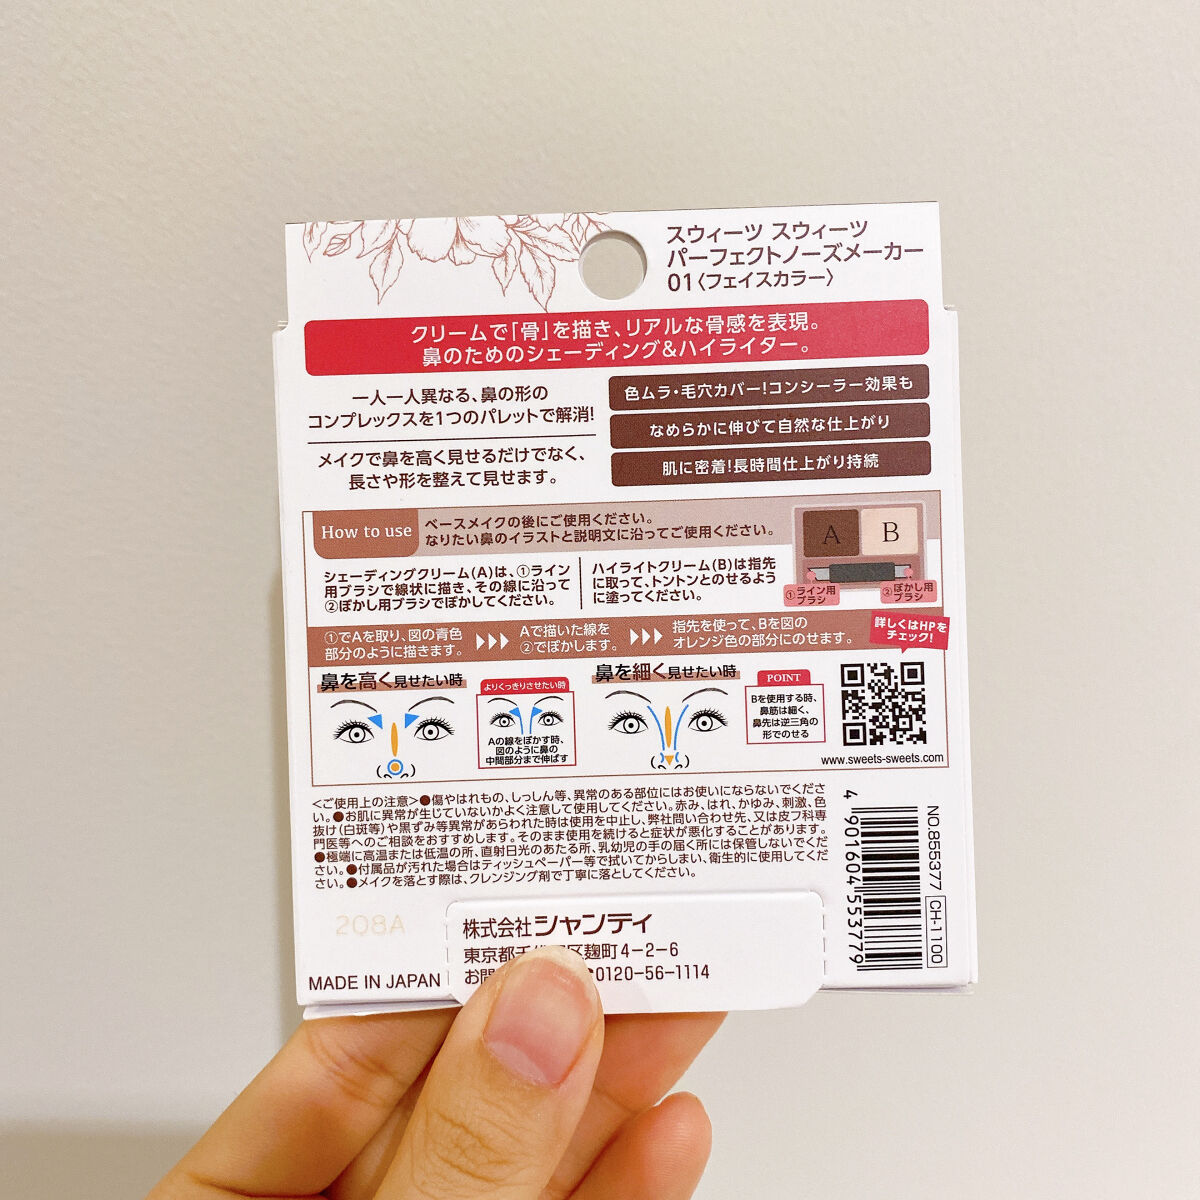 スウィーツ スウィーツ
パーフェクトノーズメーカー
01〈フェイスカラー〉
クリームで「骨」を描き、リアルな骨感を表現。
鼻のためのシェーディング&ハイライター。
一人一人異なる、鼻の形の
コンプレックスを1つのパレットで解消!
メイクで鼻を高く見せるだけでなく、
長さや形を整えて見せます。
色ムラ・毛穴カバー!コンシーラー効果も
なめらかに伸びて自然な仕上がり
肌に密着!長時間仕上がり持続
How to use
ベースメイクの後にご使用ください。
なりたい鼻のイラストと説明文に沿ってご使用ください。
シェーディングクリーム(A)は、①ライン
用ブラシで線状に描き、その線に沿って
②ぼかし用ブラシでぼかしてください。
ハイライトクリーム(B)は指先
に取って、トントンとのせるよう
に塗ってください。
A
B
①ライン用
ブラシ
②ぼかし用
ブラシ
①でAを取り、図の青色
部分のように描きます。
Aで描いた線を
②でぼかします。
指先を使って、Bを図の
オレンジ色の部分にのせます。
詳しくはHPを
チェック!
鼻を高く見せたい時
よりくっきりさせたい時
Aの線をぼかす時、
図のように鼻の
中間部分まで伸ばす
鼻を細く見せたい時
POINT
Bを使用する時、
鼻筋は細く、
鼻先は逆三角の
形でのせる
www.sweets-sweets.com
<ご使用上の注意>●傷やはれもの、しっしん等、異常のある部位にはお使いにならないでくださ
い。●お肌に異常が生じていないかよく注意して使用してください。赤み、はれ、かゆみ、刺激、色
抜け(白斑等)や黒ずみ等異常があらわれた時は使用を中止し、弊社問い合わせ先、又は皮フ科専
門医等へのご相談をおすすめします。そのまま使用を続けると症状が悪化することがあります。
●極端に高温または低温の所、直射日光のあたる所、乳幼児の手の届く所には保管しないでくだ
さい。●付属品が汚れた場合はティッシュペーパー等で拭いてからしまい、衛生的に使用してくだ
さい。●メイクを落とす際は、クレンジング剤で丁寧に落としてください。
4 901604 553779
NO.855377
CH-1100
208A
株式会社シャンティ
東京都千代田区麹町4-2-6
0120-56-1114
MADE IN JAPAN